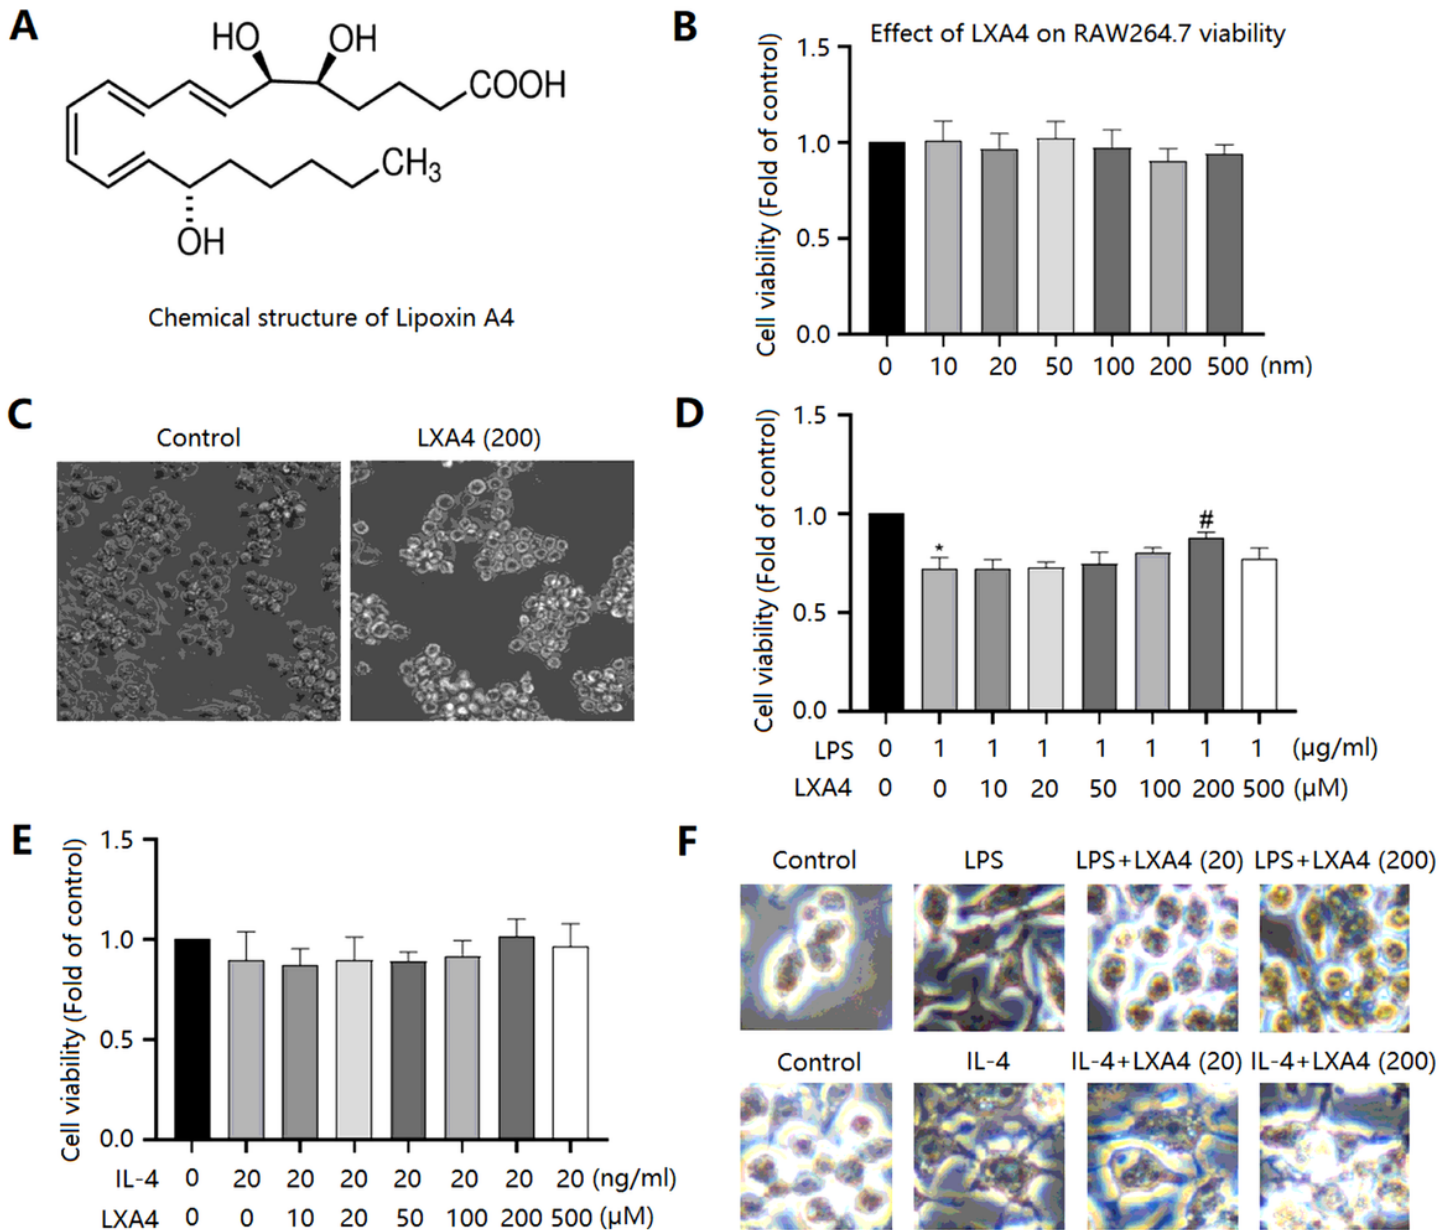 A
HO
OH
COOH
CH3
OH
Chemical structure of Lipoxin A4
B
Effect of LXA4 on RAW264.7 viability
Cell viability (Fold of control)
1.5
1.0
0.5
0.0
0 10 20 50 100 200 500 (nm)
C
Control LXA4 (200)
D
Cell viability (Fold of control)
1.5
1.0
0.5
0.0
*
#
LPS 0 1 1 1 1 1 1 1 (μg/ml)
LXA4 0 0 10 20 50 100 200 500 (μM)
E
Cell viability (Fold of control)
1.5
1.0
0.5
0.0
IL-4 0 20 20 20 20 20 20 20 (ng/ml)
LXA4 0 0 10 20 50 100 200 500 (μM)
F
Control LPS LPS+LXA4 (20) LPS+LXA4 (200)
Control IL-4 IL-4+LXA4 (20) IL-4+LXA4 (200)